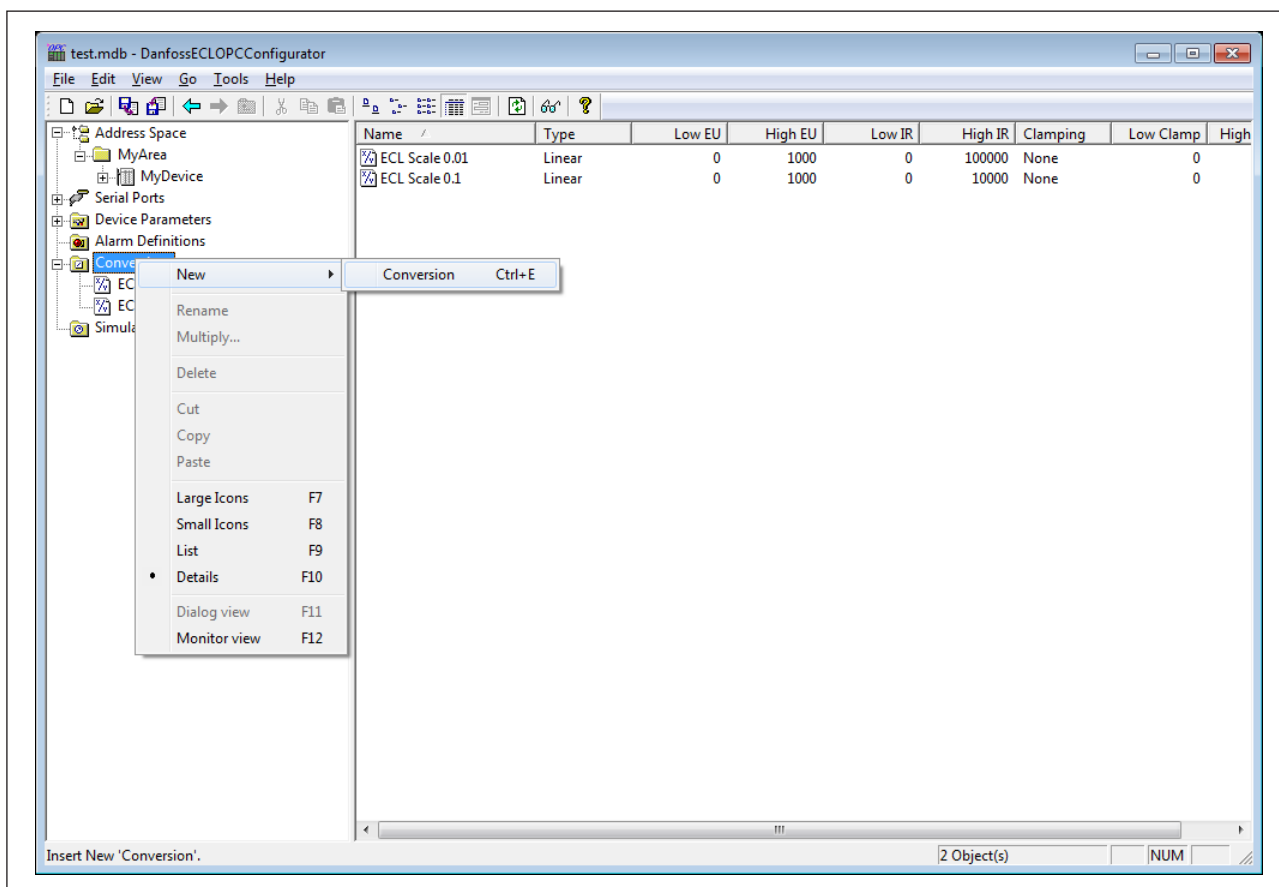 test.mdb - DanfossECLOPCConfigurator
File Edit View Go Tools Help
Address Space
MyArea
MyDevice
Serial Ports
Device Parameters
Alarm Definitions
Conve
EC
EC
Simula
Name Type Low EU High EU Low IR High IR Clamping Low Clamp High
ECL Scale 0.01 Linear 0 1000 0 100000 None 0
ECL Scale 0.1 Linear 0 1000 0 10000 None 0
New
Conversion Ctrl+E
Rename
Multiply...
Delete
Cut
Copy
Paste
Large Icons F7
Small Icons F8
List F9
Details F10
Dialog view F11
Monitor view F12
Insert New 'Conversion'. 2 Object(s) NUM